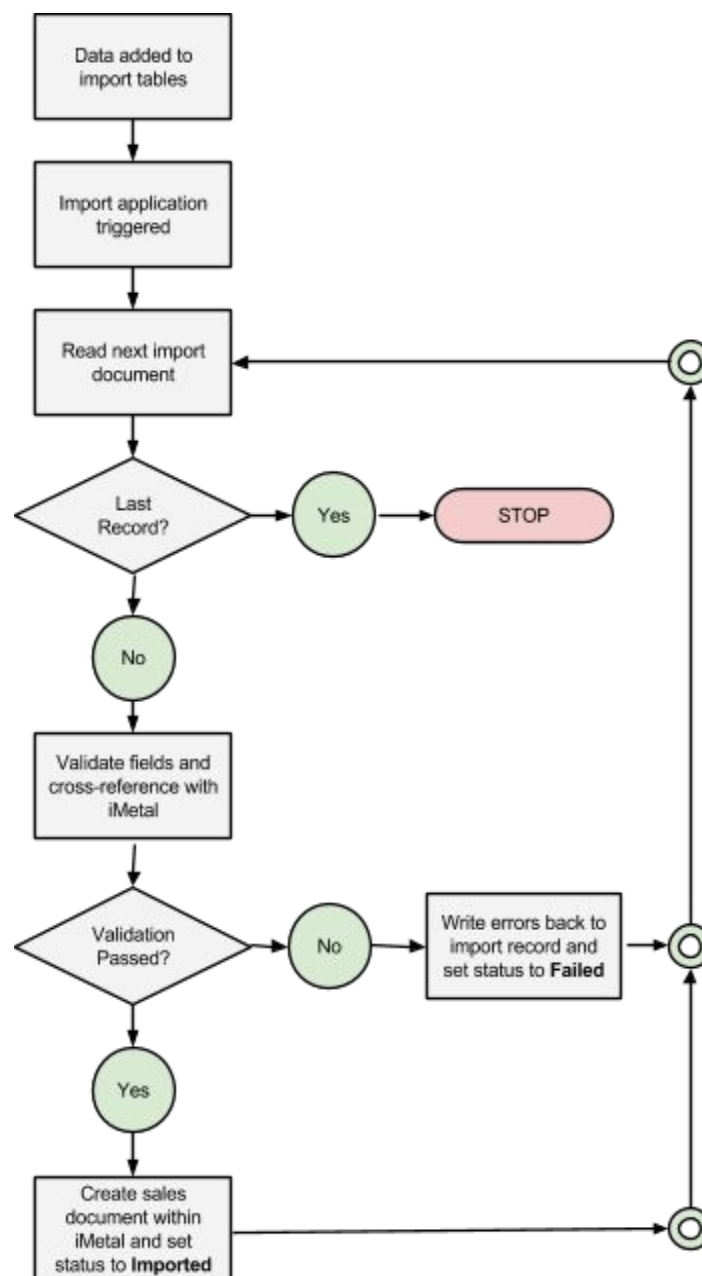 Data added to
import tables
Import application
triggered
Read next import
document
Last
Record?
Yes
STOP
No
Validate fields and
cross-reference with
iMetal
Validation
Passed?
No
Write errors back to
import record and
set status to Failed
Yes
Create sales
document within
iMetal and set
status to Imported